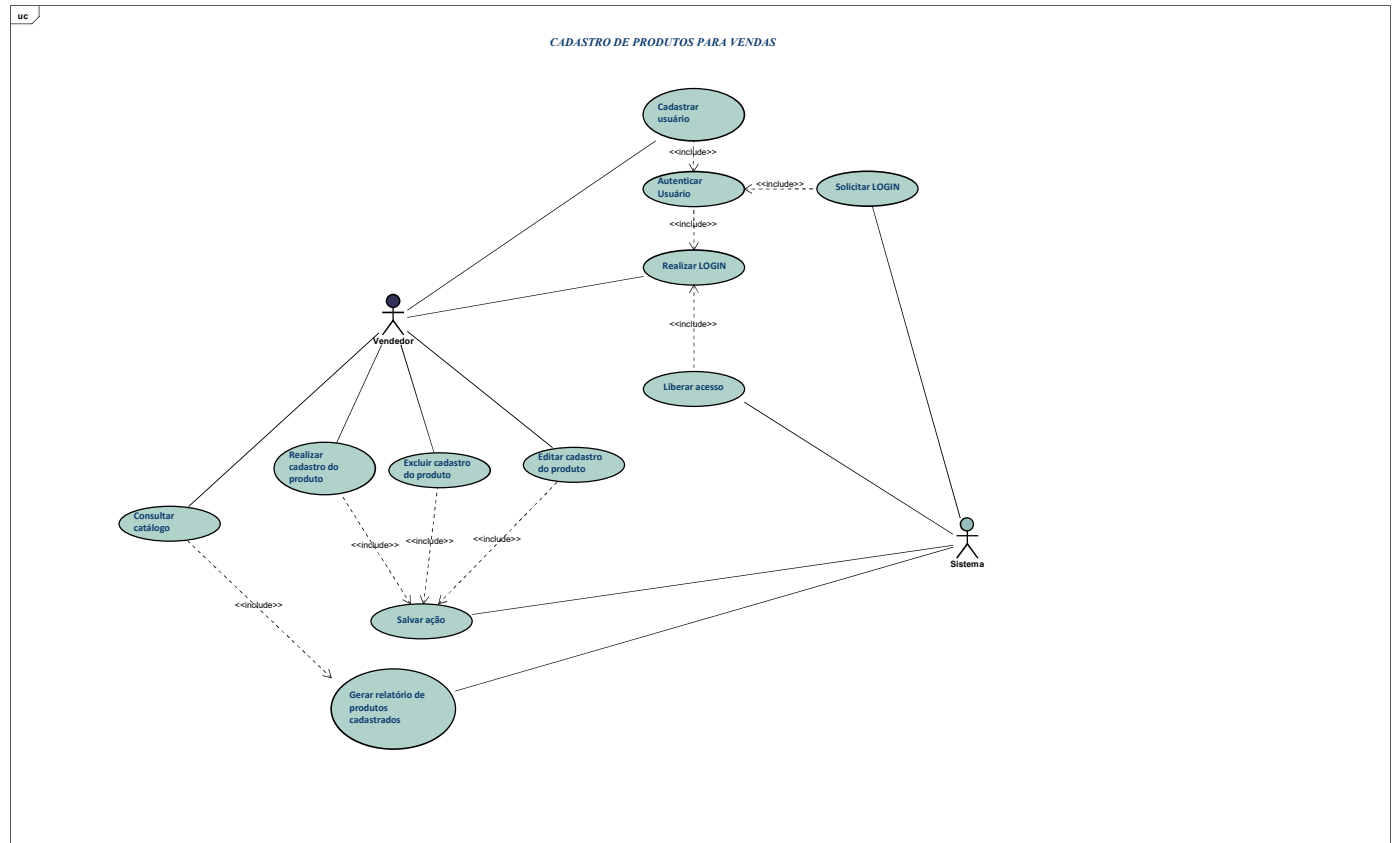 uc
CADASTRO DE PRODUTOS PARA VENDAS
Cadastrar
usuário
<<include>>
Autenticar
Usuário
<<include>>
Solicitar LOGIN
<<include>>
Realizar LOGIN
<<include>>
Vendedor
Liberar acesso
Realizar
cadastro do
produto
Excluir cadastro
do produto
Editar cadastro
do produto
Consultar
catálogo
<<include>>
<<include>>
<<include>>
Sistema
<<include>>
Salvar ação
Gerar relatório de
produtos
cadastrados